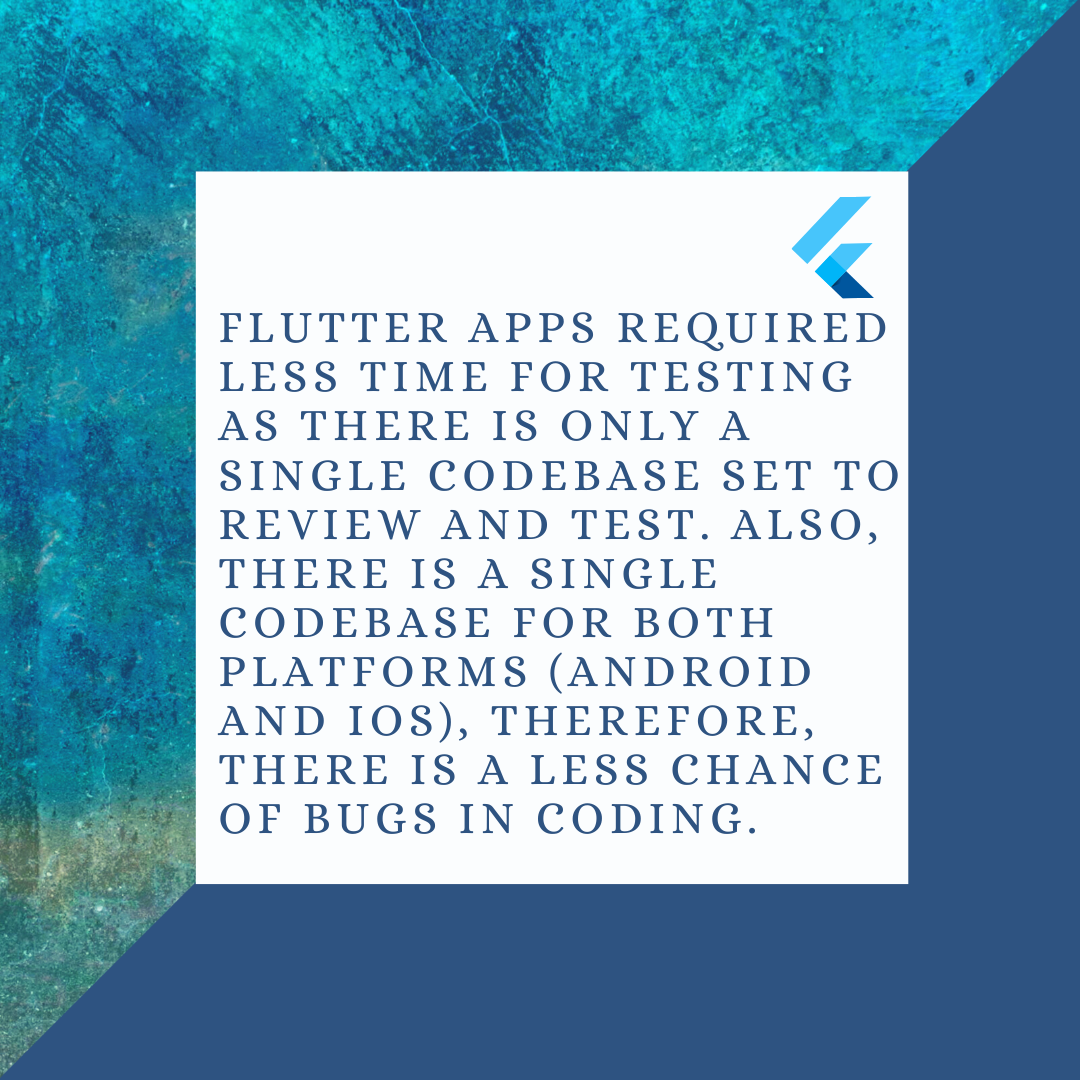 FLUTTER APPS REQUIRED
LESS TIME FOR TESTING
AS THERE IS ONLY A
SINGLE CODEBASE SET TO
REVIEW AND TEST. ALSO,
THERE IS A SINGLE
CODEBASE FOR BOTH
PLATFORMS (ANDROID
AND IOS), THEREFORE,
THERE IS A LESS CHANCE
OF BUGS IN CODING.